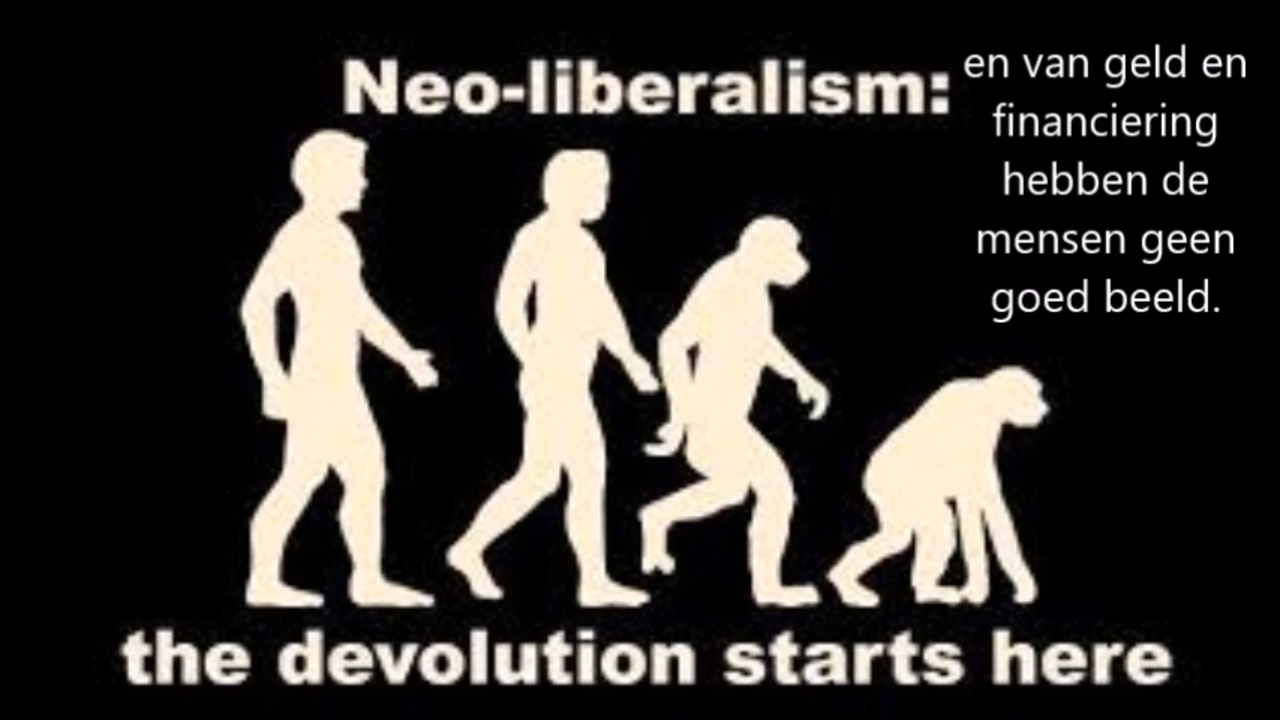 Neo-liberalism:
en van geld en
financiering
hebben de
mensen geen
goed beeld.
the devolution starts here